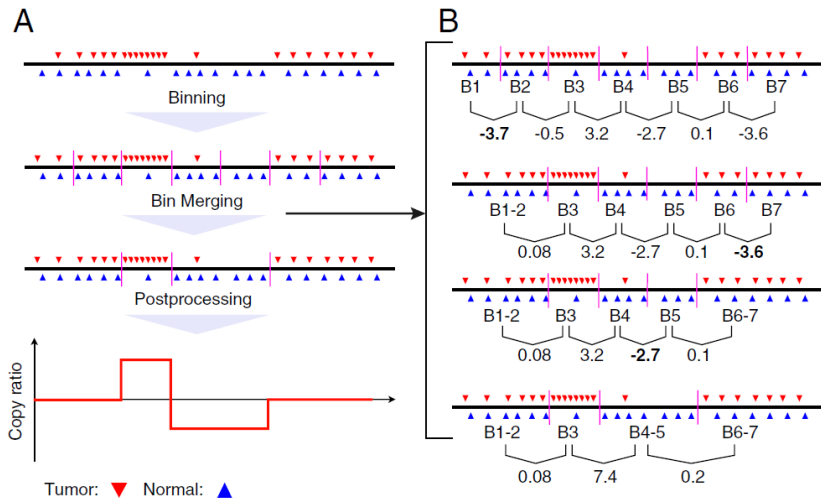 A
Binning
Bin Merging
Postprocessing
Copy ratio
Tumor: Normal:
B
B1 B2 B3 B4 B5 B6 B7
-3.7 -0.5 3.2 -2.7 0.1 -3.6
B1-2 B3 B4 B5 B6 B7
0.08 3.2 -2.7 0.1 -3.6
B1-2 B3 B4 B5 B6-7
0.08 3.2 -2.7 0.1
B1-2 B3 B4-5 B6-7
0.08 7.4 0.2